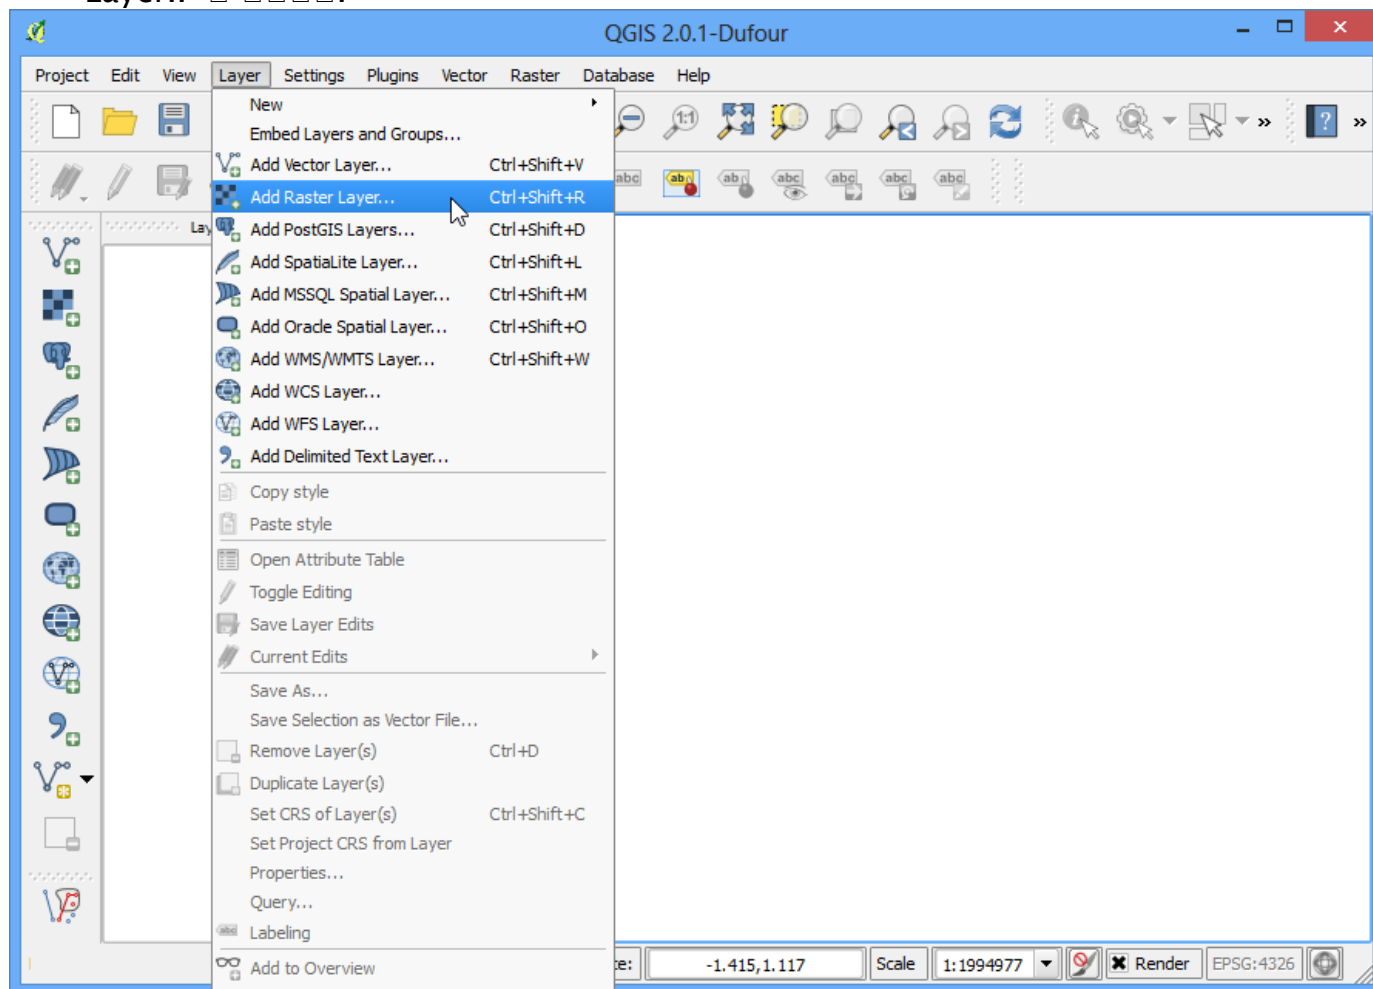 QGIS 2.0.1-Dufour
Project Edit View Layer Settings Plugins Vector Raster Database Help
New
Embed Layers and Groups...
Add Vector Layer... Ctrl+Shift+V
Add Raster Layer... Ctrl+Shift+R
Add PostGIS Layers... Ctrl+Shift+D
Add SpatiaLite Layer... Ctrl+Shift+L
Add MSSQL Spatial Layer... Ctrl+Shift+M
Add Oracle Spatial Layer... Ctrl+Shift+O
Add WMS/WMTS Layer... Ctrl+Shift+W
Add WCS Layer...
Add WFS Layer...
Add Delimited Text Layer...
Copy style
Paste style
Open Attribute Table
Toggle Editing
Save Layer Edits
Current Edits
Save As...
Save Selection as Vector File...
Remove Layer(s) Ctrl+D
Duplicate Layer(s)
Set CRS of Layer(s) Ctrl+Shift+C
Set Project CRS from Layer
Properties...
Query...
Labeling
Add to Overview
-1.415,1.117 Scale 1:1994977 Render EPSG:4326